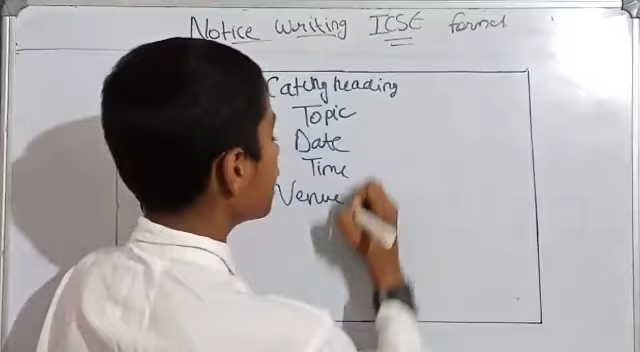 Notice Writing ICSE format
Catchy heading
Topic
Date
Time
Venue